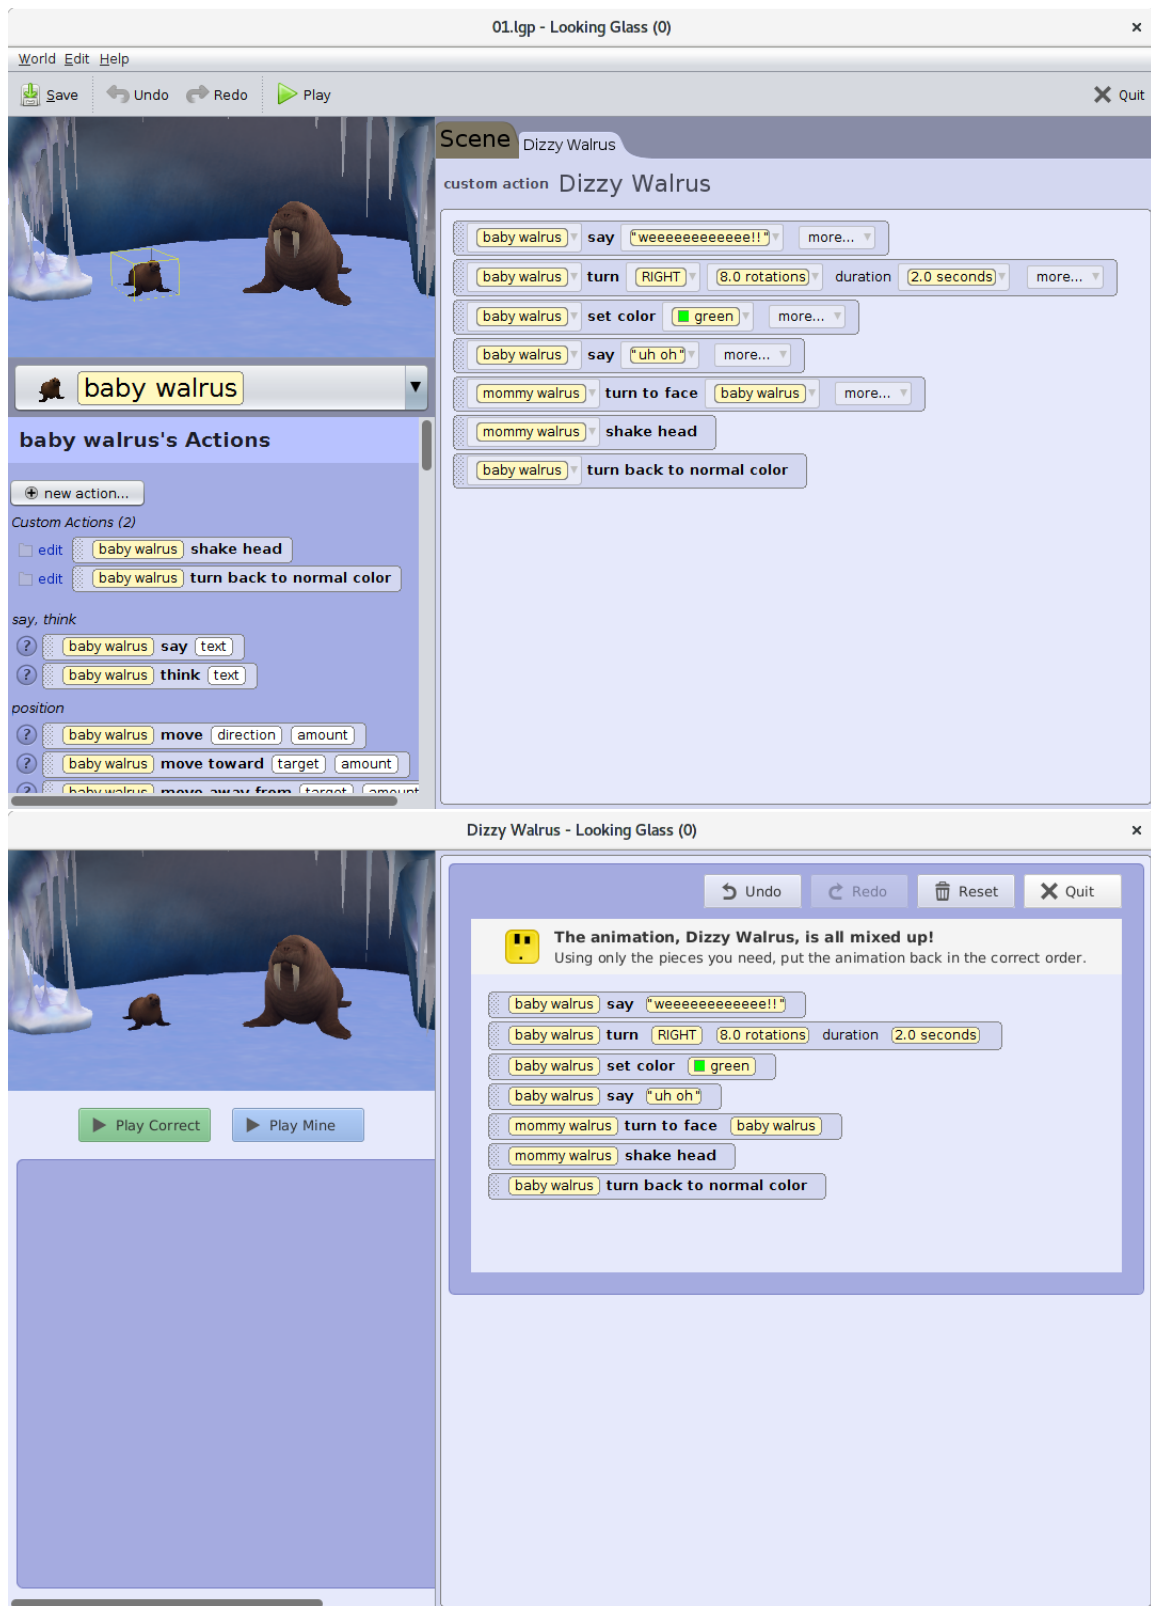 01.lgp - Looking Glass (0) ×
World Edit Help
Save Undo Redo Play Quit
Scene Dizzy Walrus
custom action Dizzy Walrus
baby walrus say "weeeeeeeeeeee!!" more...
baby walrus turn RIGHT 8.0 rotations duration 2.0 seconds more...
baby walrus set color green more...
baby walrus say "uh oh" more...
mommy walrus turn to face baby walrus more...
mommy walrus shake head
baby walrus turn back to normal color
baby walrus
baby walrus's Actions
new action...
Custom Actions (2)
edit baby walrus shake head
edit baby walrus turn back to normal color
say, think
? baby walrus say text
? baby walrus think text
position
? baby walrus move direction amount
? baby walrus move toward target amount
? baby walrus move away from target amount
Dizzy Walrus - Looking Glass (0) ×
Undo Redo Reset Quit
The animation, Dizzy Walrus, is all mixed up!
Using only the pieces you need, put the animation back in the correct order.
baby walrus say "weeeeeeeeeeee!!"
baby walrus turn RIGHT 8.0 rotations duration 2.0 seconds
baby walrus set color green
baby walrus say "uh oh"
mommy walrus turn to face baby walrus
mommy walrus shake head
baby walrus turn back to normal color
Play Correct Play Mine